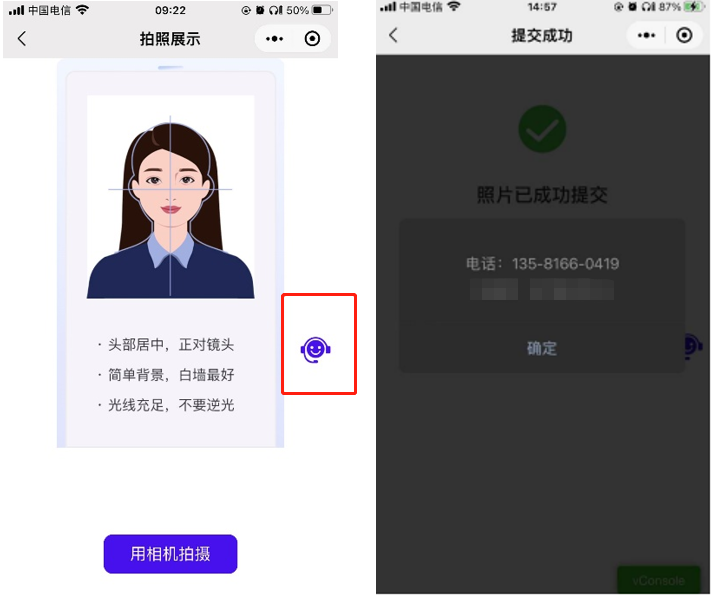 中国电信
09:22
50%
拍照展示
· 头部居中，正对镜头
· 简单背景，白墙最好
· 光线充足，不要逆光
用相机拍摄
中国电信
14:57
87%
提交成功
照片已成功提交
电话：135-8166-0419
确定
vConsole